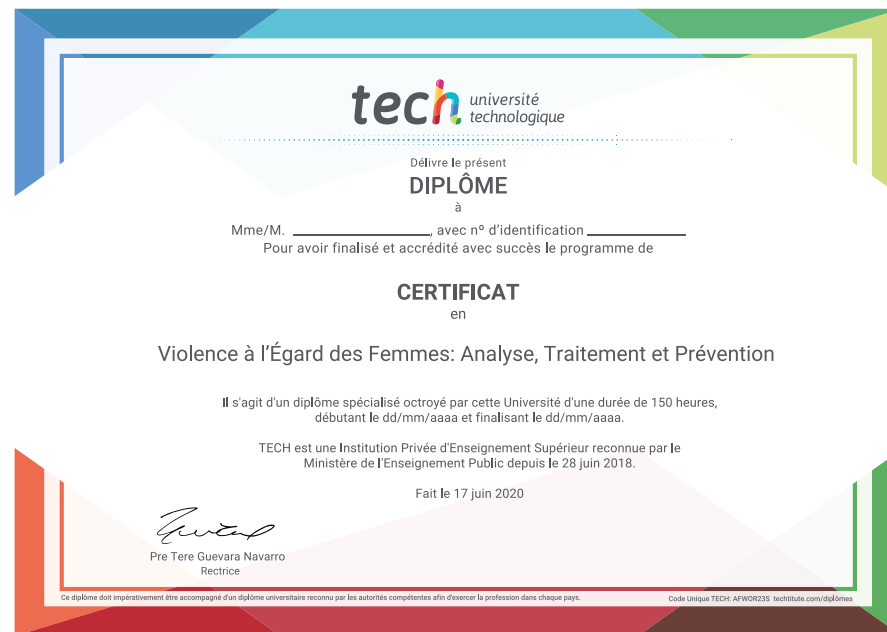 tech université
technologique
Délivre le présent
DIPLÔME
à
Mme/M. ____________________, avec nº d'identification ______________
Pour avoir finalisé et accrédité avec succès le programme de
CERTIFICAT
en
Violence à l'Égard des Femmes: Analyse, Traitement et Prévention
Il s'agit d'un diplôme spécialisé octroyé par cette Université d'une durée de 150 heures,
débutant le dd/mm/aaaa et finalisant le dd/mm/aaaa.
TECH est une Institution Privée d'Enseignement Supérieur reconnue par le
Ministère de l'Enseignement Public depuis le 28 juin 2018.
Fait le 17 juin 2020
Pre Tere Guevara Navarro
Rectrice
Ce diplôme doit impérativement être accompagné d'un diplôme universitaire reconnu par les autorités compétentes afin d'exercer la profession dans chaque pays.
Code Unique TECH: AFWOR23S techtitute.com/diplômes